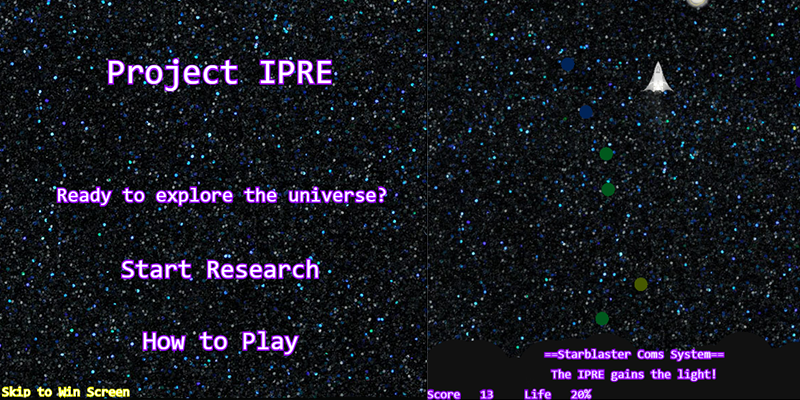 Project IPRE
Ready to explore the universe?
Start Research
How to Play
Skip to Win Screen
==Starblaster Coms System==
The IPRE gains the light!
Score 13 Life 20%